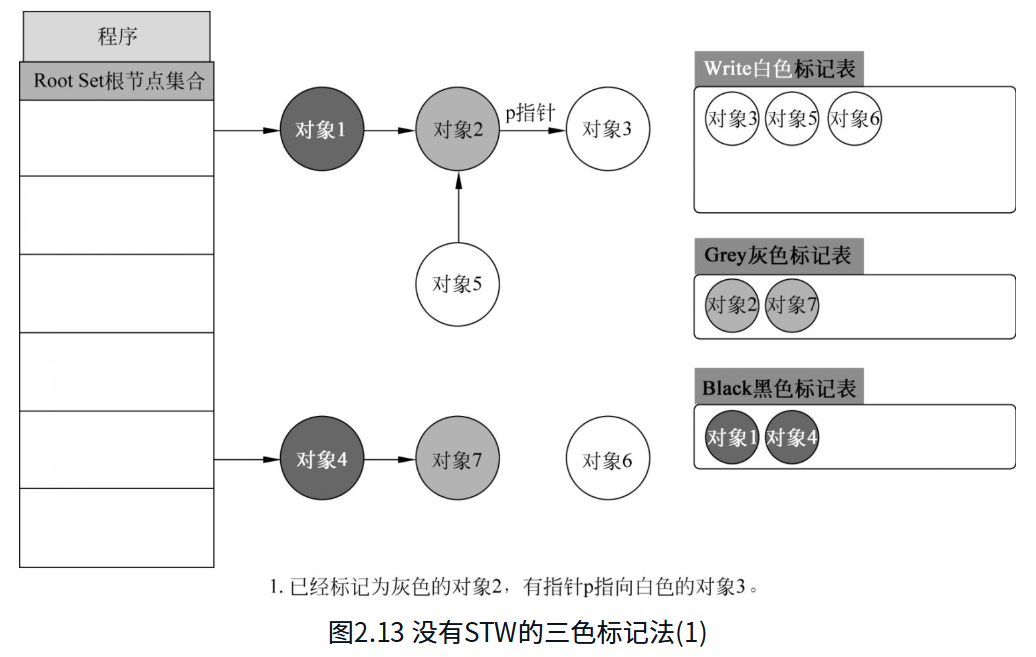 程序
Root Set根节点集合
对象1
对象2
p指针
对象3
对象5
对象4
对象7
对象6
Write白色标记表
对象3 对象5 对象6
Grey灰色标记表
对象2 对象7
Black黑色标记表
对象1 对象4
1. 已经标记为灰色的对象2，有指针p指向白色的对象3。
图2.13 没有STW的三色标记法(1)